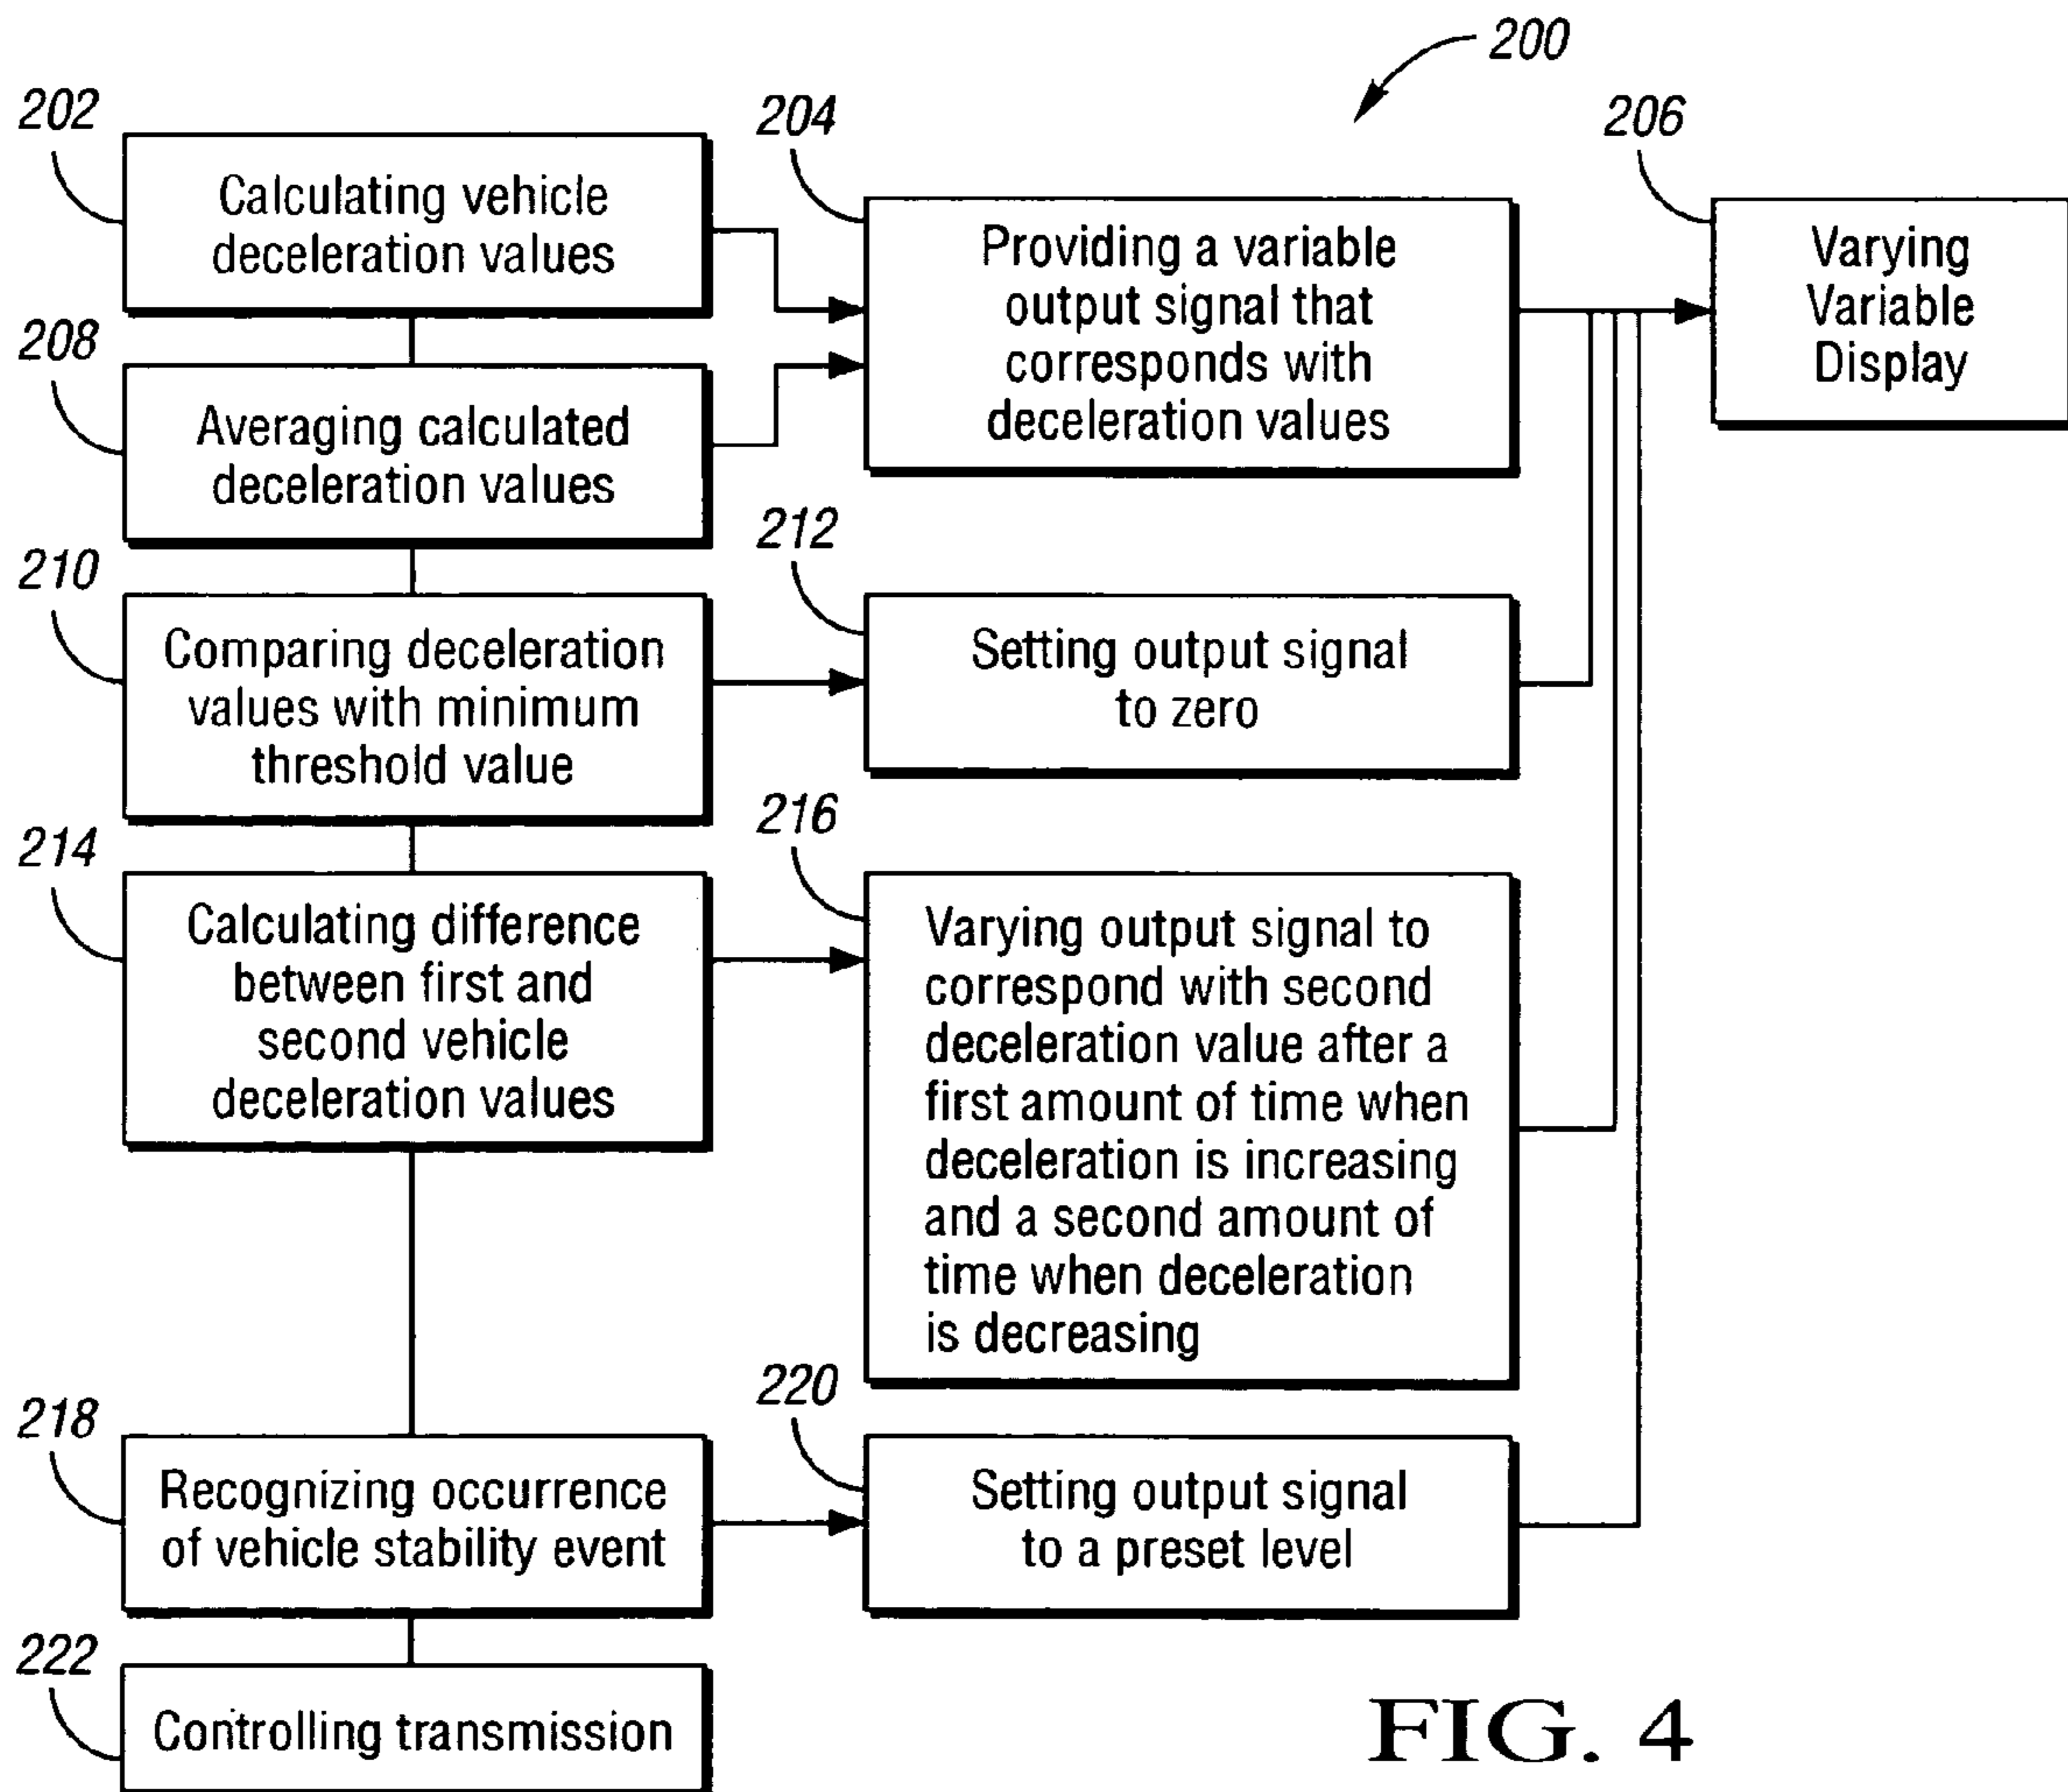 200
202
204
206
Calculating vehicle
deceleration values
Providing a variable
output signal that
corresponds with
deceleration values
Varying
Variable
Display
208
Averaging calculated
deceleration values
210
212
Comparing deceleration
values with minimum
threshold value
Setting output signal
to zero
214
216
Calculating difference
between first and
second vehicle
deceleration values
Varying output signal to
correspond with second
deceleration value after a
first amount of time when
deceleration is increasing
and a second amount of
time when deceleration
is decreasing
218
220
Recognizing occurrence
of vehicle stability event
Setting output signal
to a preset level
222
Controlling transmission
FIG. 4